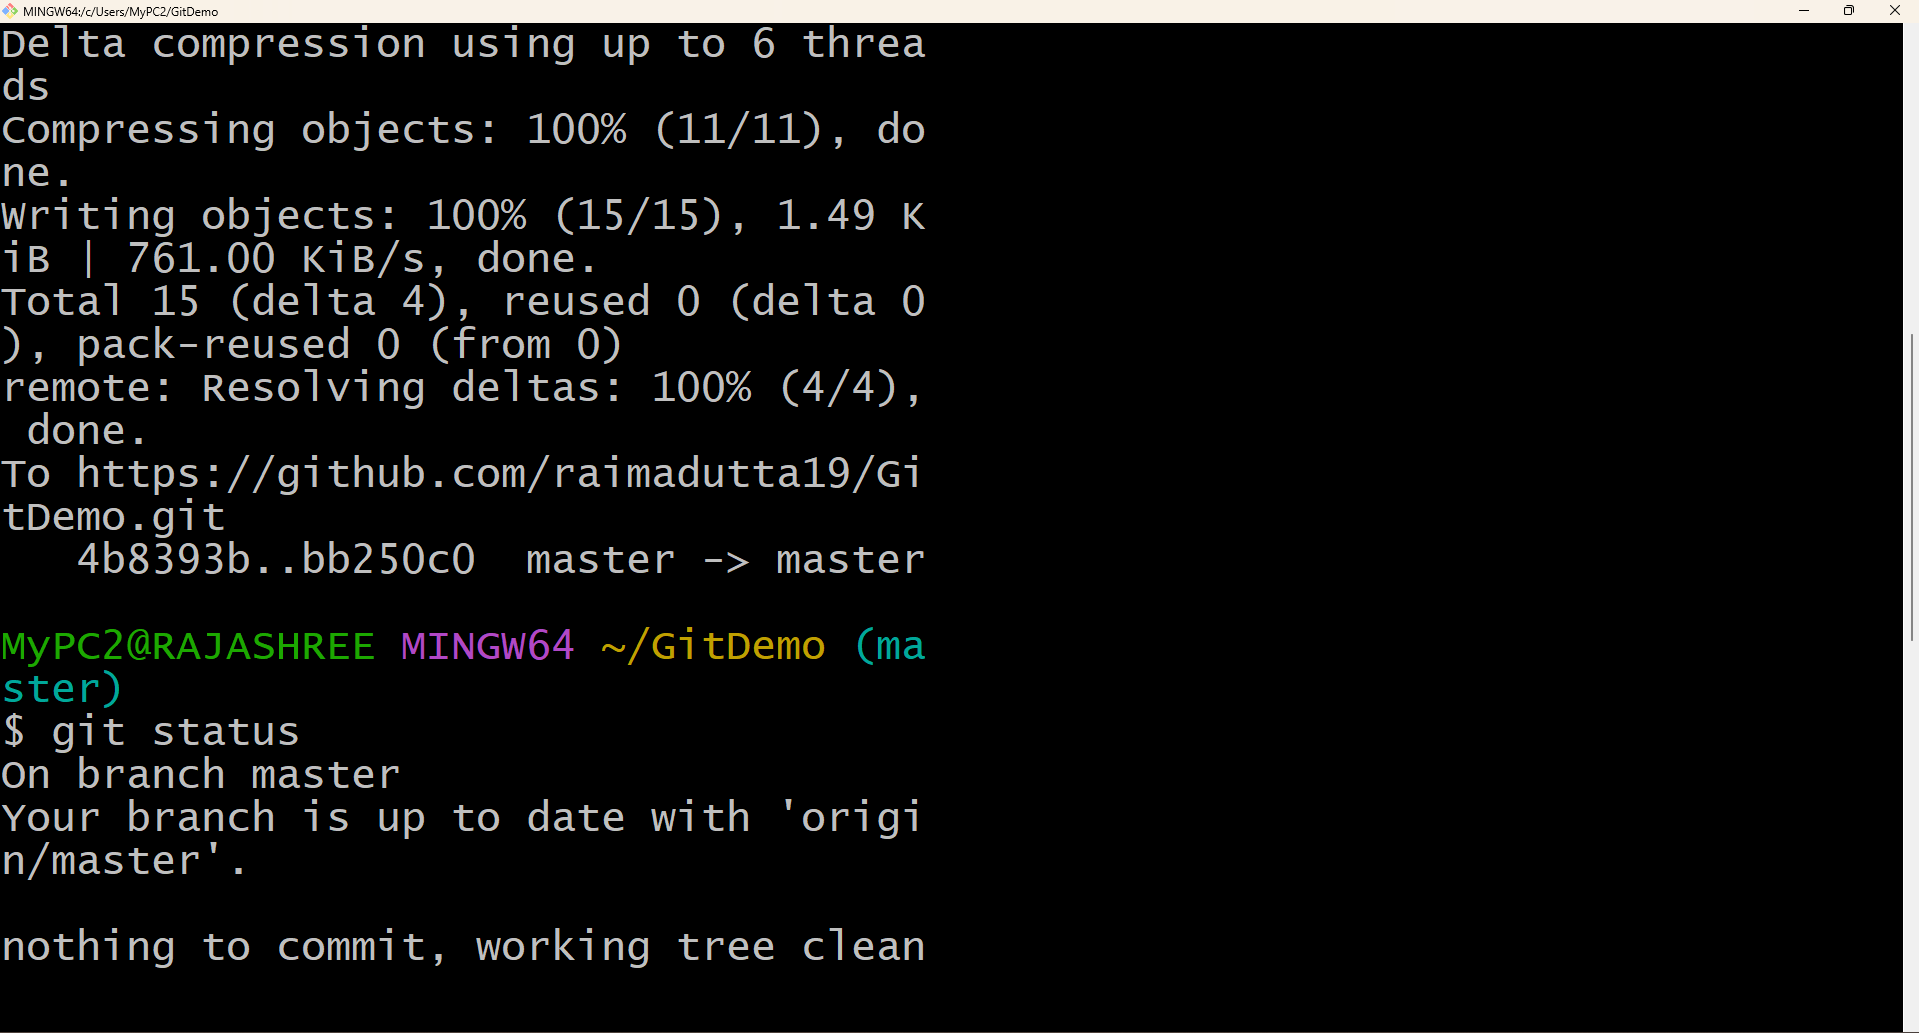 MINGW64:/c/Users/MyPC2/GitDemo
Delta compression using up to 6 threa
ds
Compressing objects: 100% (11/11), do
ne.
Writing objects: 100% (15/15), 1.49 K
iB | 761.00 KiB/s, done.
Total 15 (delta 4), reused 0 (delta 0
), pack-reused 0 (from 0)
remote: Resolving deltas: 100% (4/4),
 done.
To https://github.com/raimadutta19/Gi
tDemo.git
   4b8393b..bb250c0  master -> master
MyPC2@RAJASHREE MINGW64 ~/GitDemo (ma
ster)
$ git status
On branch master
Your branch is up to date with 'origi
n/master'.
nothing to commit, working tree clean